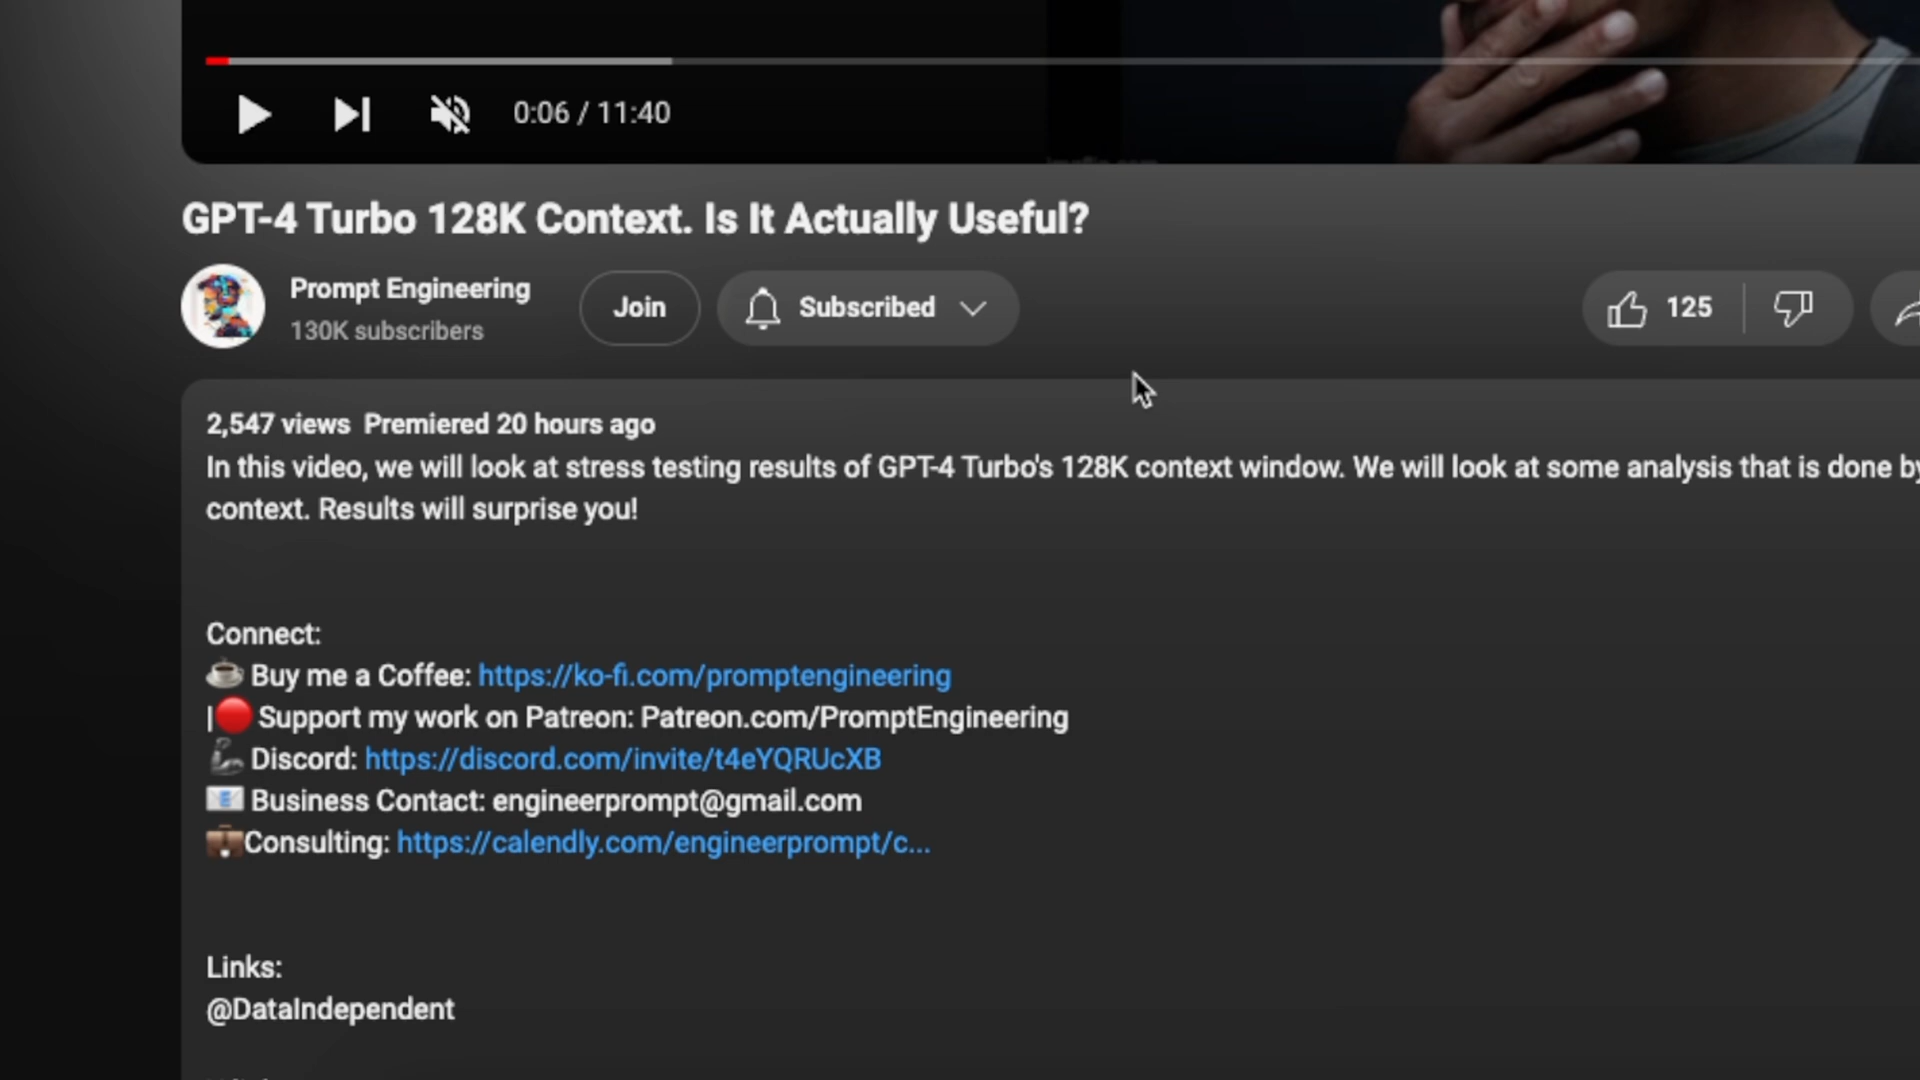 0:06 / 11:40
GPT-4 Turbo 128K Context. Is It Actually Useful?
Prompt Engineering
130K subscribers
Join
Subscribed
125
2,547 views Premiered 20 hours ago
In this video, we will look at stress testing results of GPT-4 Turbo's 128K context window. We will look at some analysis that is done by
context. Results will surprise you!
Connect:
☕ Buy me a Coffee: https://ko-fi.com/promptengineering
|🔴 Support my work on Patreon: Patreon.com/PromptEngineering
🦾 Discord: https://discord.com/invite/t4eYQRUcXB
📧 Business Contact: engineerprompt@gmail.com
💼Consulting: https://calendly.com/engineerprompt/c...
Links:
@DataIndependent